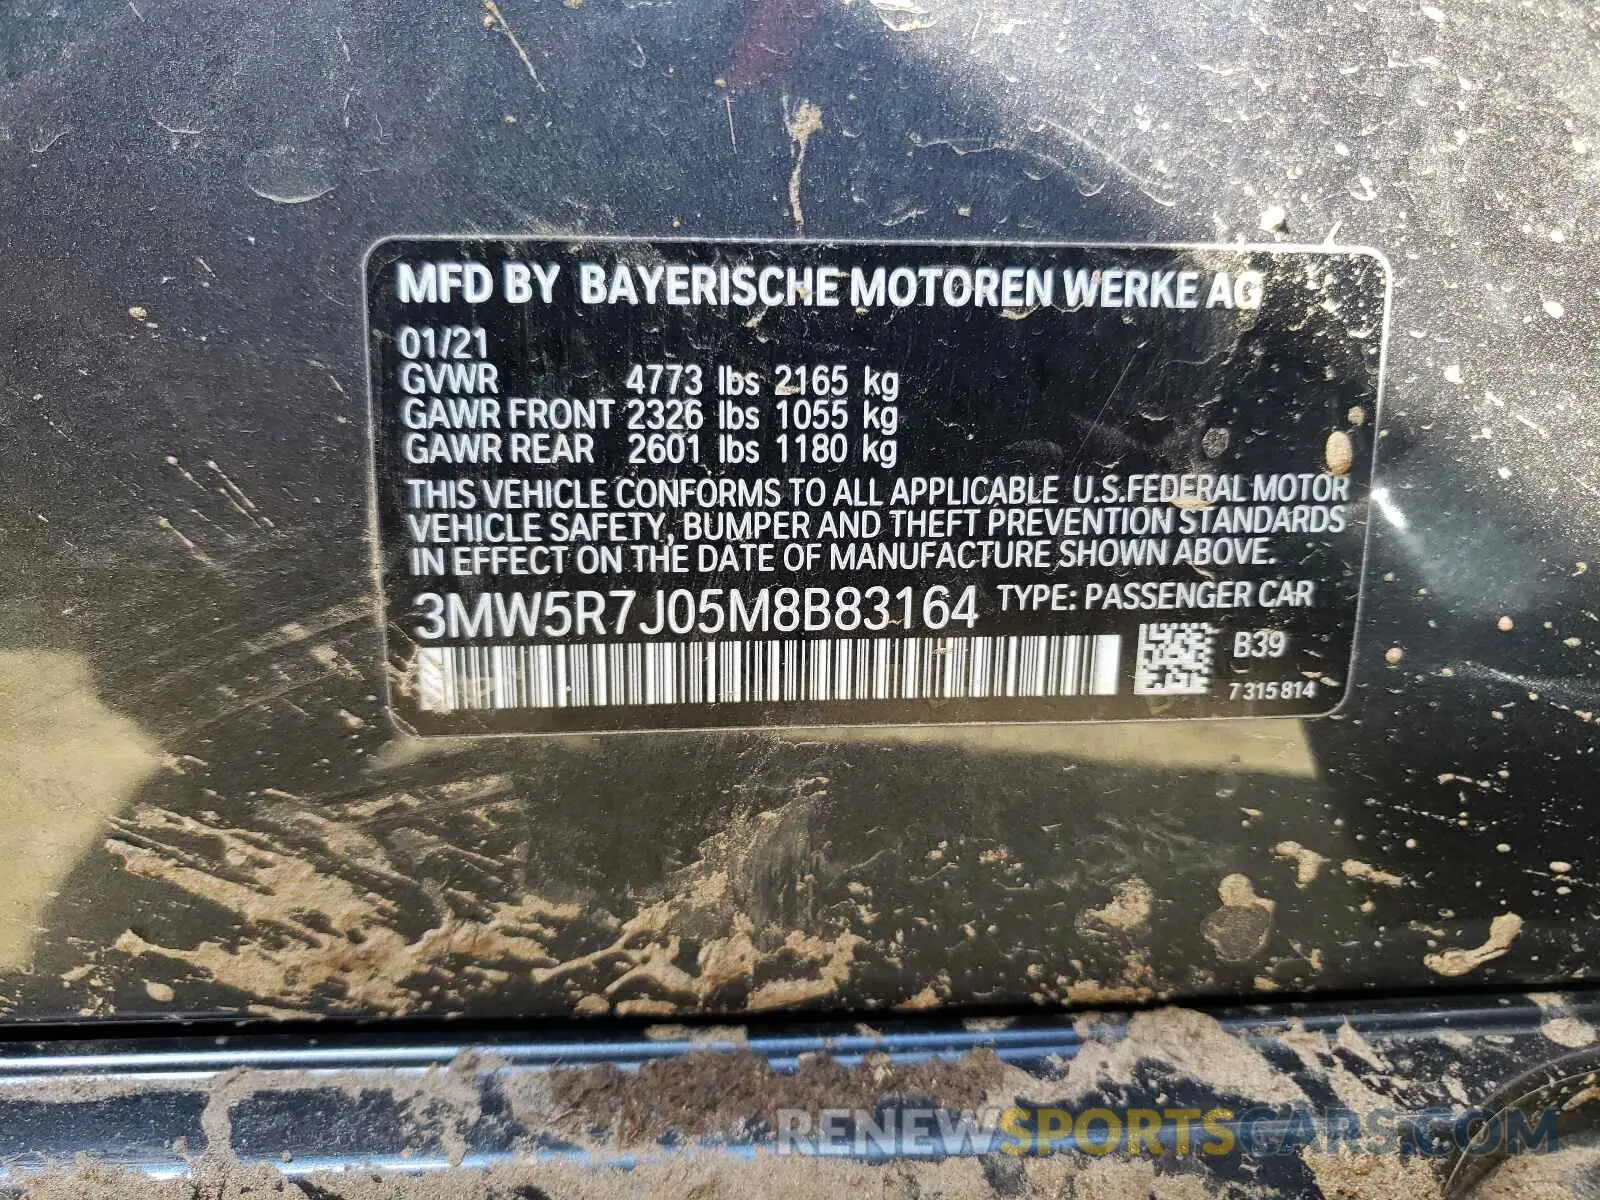 MFD BY BAYERISCHE MOTOREN WERKE AG
01/21
GVWR 4773 lbs 2165 kg
GAWR FRONT 2326 lbs 1055 kg
GAWR REAR 2601 lbs 1180 kg
THIS VEHICLE CONFORMS TO ALL APPLICABLE U.S.FEDERAL MOTOR
VEHICLE SAFETY, BUMPER AND THEFT PREVENTION STANDARDS
IN EFFECT ON THE DATE OF MANUFACTURE SHOWN ABOVE.
3MW5R7J05M8B83164 TYPE: PASSENGER CAR
B39
7 315 814
RENEWSPORTSCARS.COM